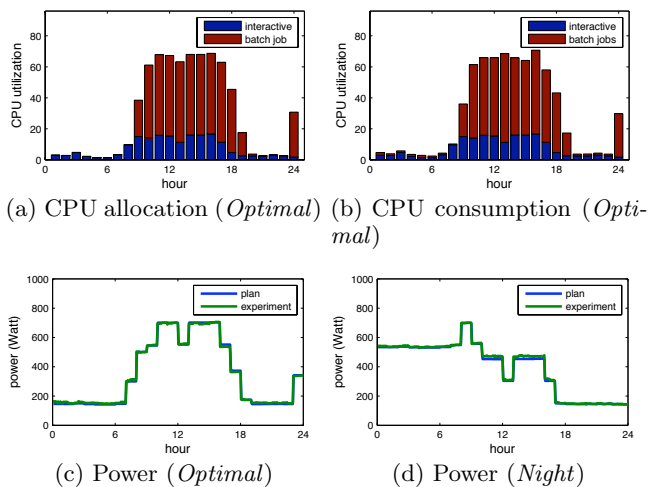 80
60
40
20
0
0
6
12
18
24
CPU utilization
hour
interactive
batch job
80
60
40
20
0
0
6
12
18
24
CPU utilization
hour
interactive
batch jobs
(a) CPU allocation (Optimal)
(b) CPU consumption (Opti-
mal)
1000
800
600
400
200
0
0
6
12
18
24
power (Watt)
hour
plan
experiment
1000
800
600
400
200
0
0
6
12
18
24
power (Watt)
hour
plan
experiment
(c) Power (Optimal)
(d) Power (Night)